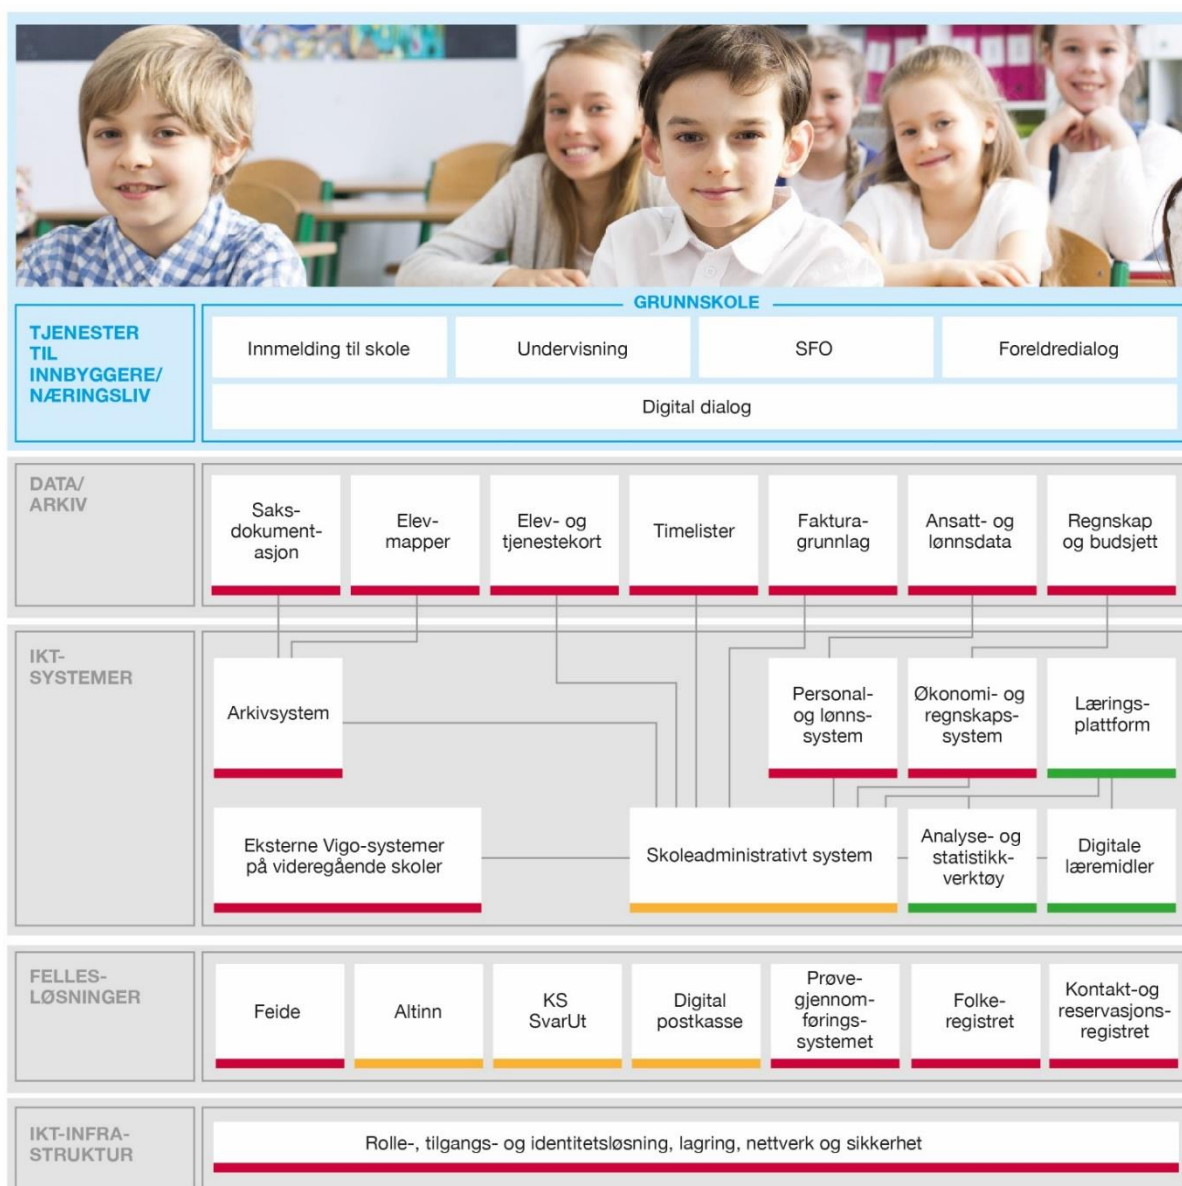 GRUNNSKOLE
TJENESTER
TIL
INNBYGGERE/
NÆRINGSLIV
Innmelding til skole
Undervisning
SFO
Foreldredialog
Digital dialog
DATA/
ARKIV
Saks-
dokument-
asjon
Elev-
mapper
Elev- og
tjenestekort
Timelister
Faktura-
grunnlag
Ansatt- og
lønnsdata
Regnskap
og budsjett
IKT-
SYSTEMER
Arkivsystem
Personal-
og lønns-
system
Økonomi- og
regnskaps-
system
Lærings-
plattform
Eksterne Vigo-systemer
på videregående skoler
Skoleadministrativt system
Analyse- og
statistikk-
verktøy
Digitale
læremidler
FELLES-
LØSNINGER
Feide
Altinn
KS
SvarUt
Digital
postkasse
Prøve-
gjennom-
førings-
systemet
Folke-
registret
Kontakt-og
reservasjons-
registret
IKT-INFRA-
STRUKTUR
Rolle-, tilgangs- og identitetsløsning, lagring, nettverk og sikkerhet